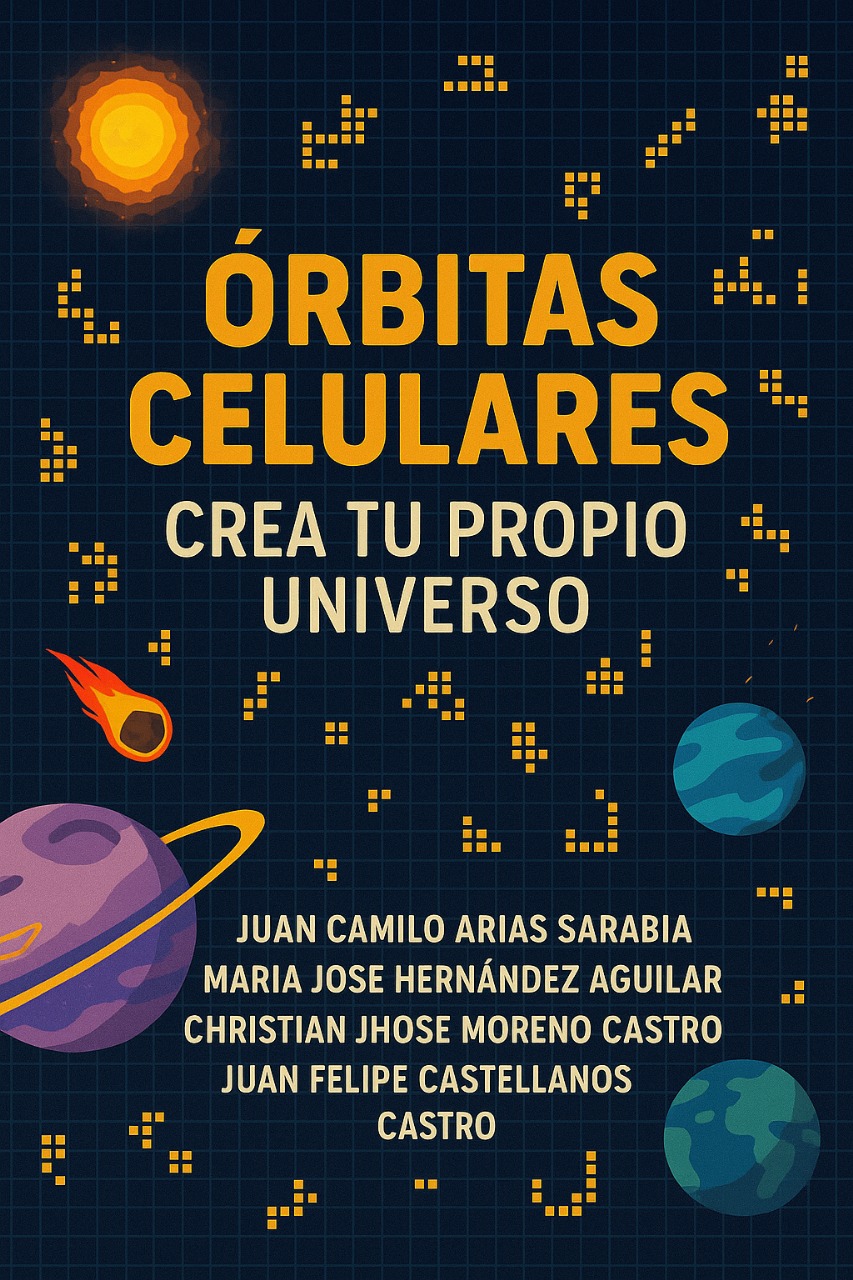 ÓRBITAS
CELULARES
CREA TU PROPIO
UNIVERSO
JUAN CAMILO ARIAS SARABIA
MARIA JOSE HERNÁNDEZ AGUILAR
CHRISTIAN JHOSE MORENO CASTRO
JUAN FELIPE CASTELLANOS
CASTRO